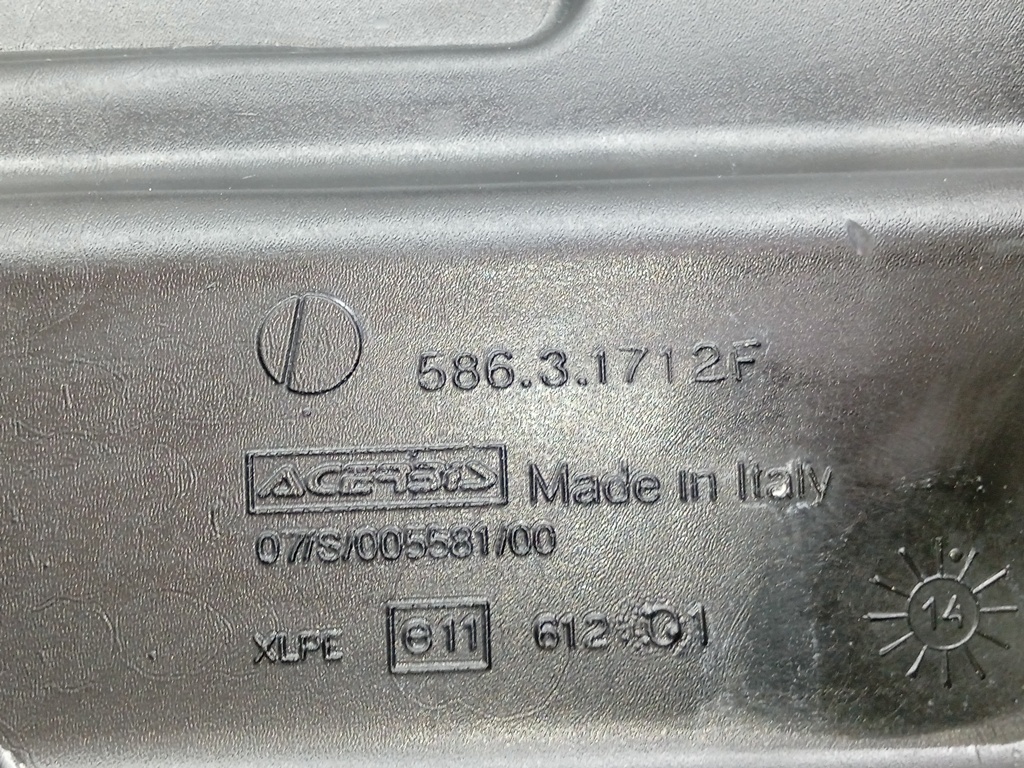 586.3.1712F
ACERBIS Made in Italy
07/S/005581/00
XLPE e11 612
14